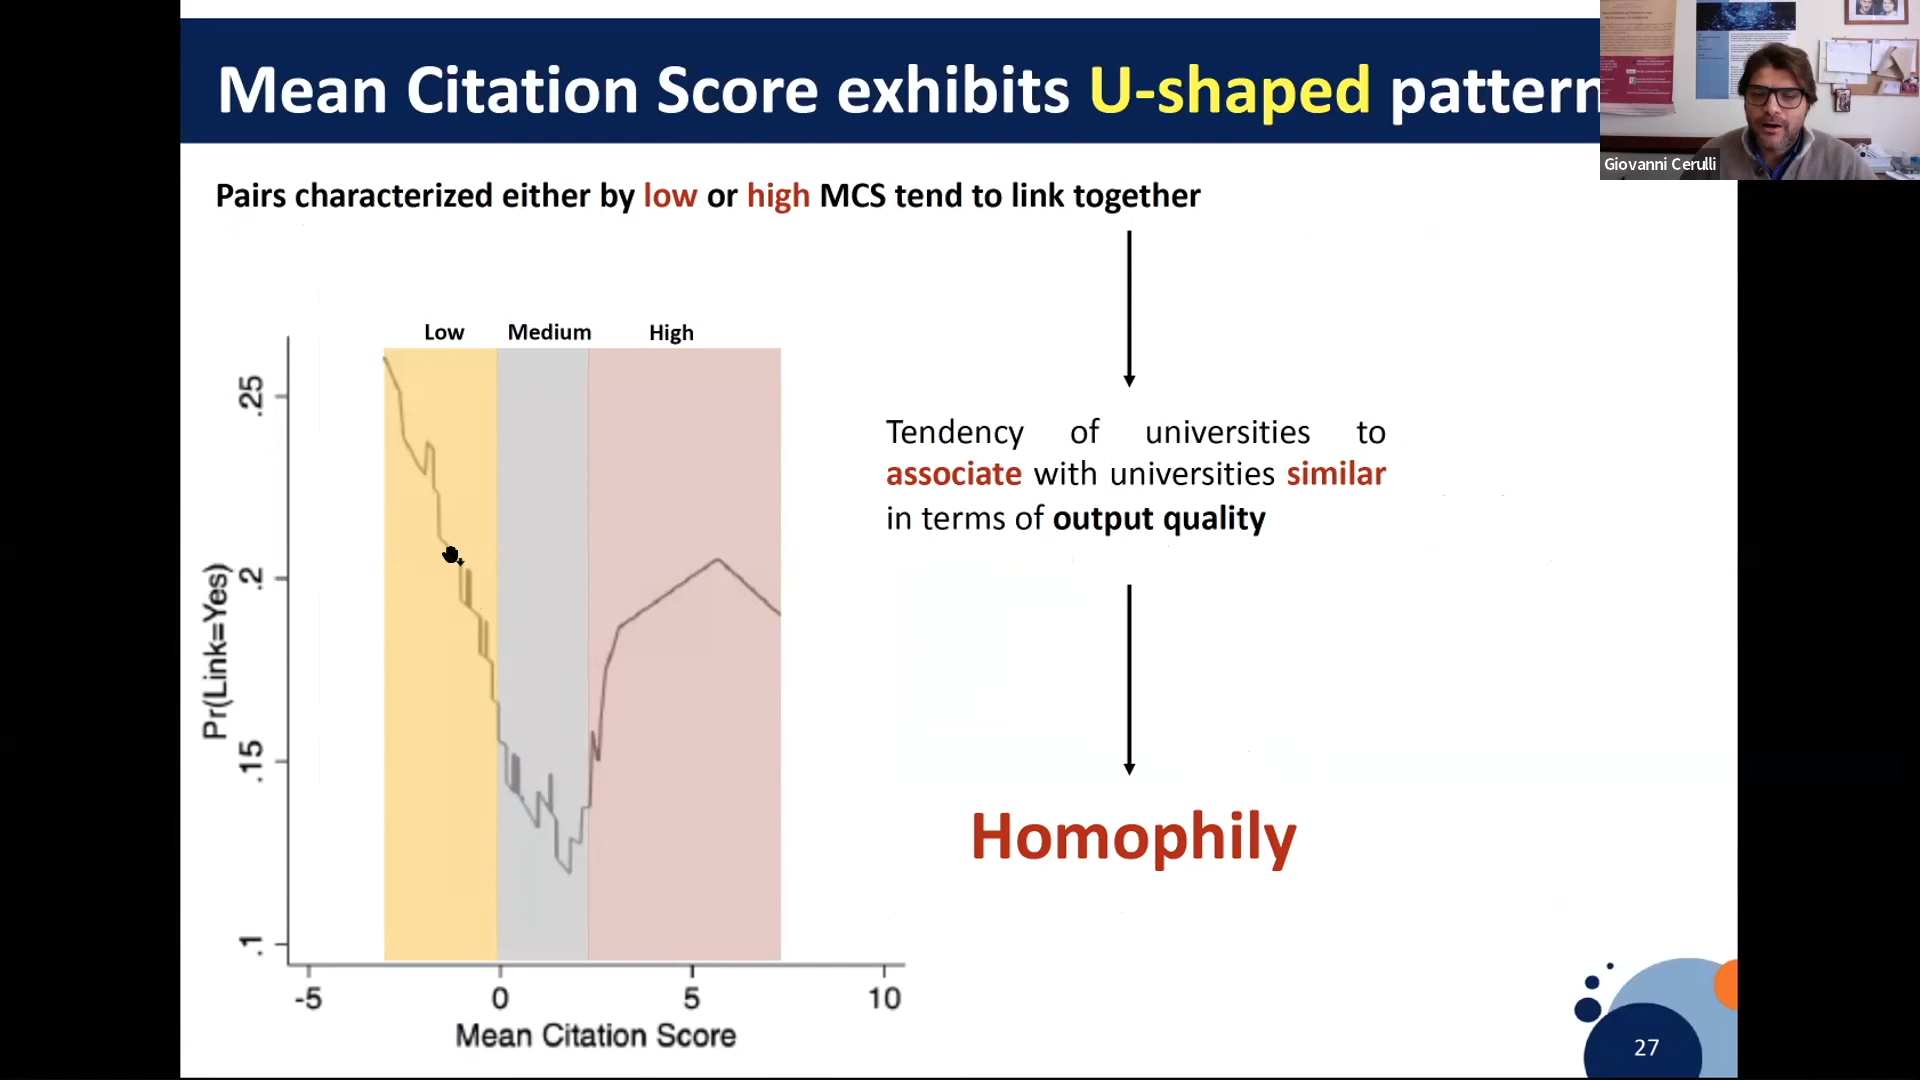 Mean Citation Score exhibits U-shaped pattern
Giovanni Cerulli
Pairs characterized either by low or high MCS tend to link together
Low Medium High
Tendency of universities to
associate with universities similar
in terms of output quality
Homophily
Pr(Link=Yes)
.25
.2
.15
.1
-5 0 5 10
Mean Citation Score
27